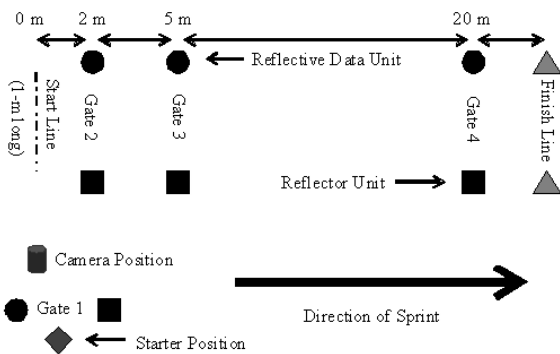 0 m 2 m 5 m 20 m
Reflective Data Unit
(1-m long)
Start Line
Gate 2
Gate 3
Gate 4
Finish Line
Reflector Unit
Camera Position
Gate 1
Direction of Sprint
Starter Position